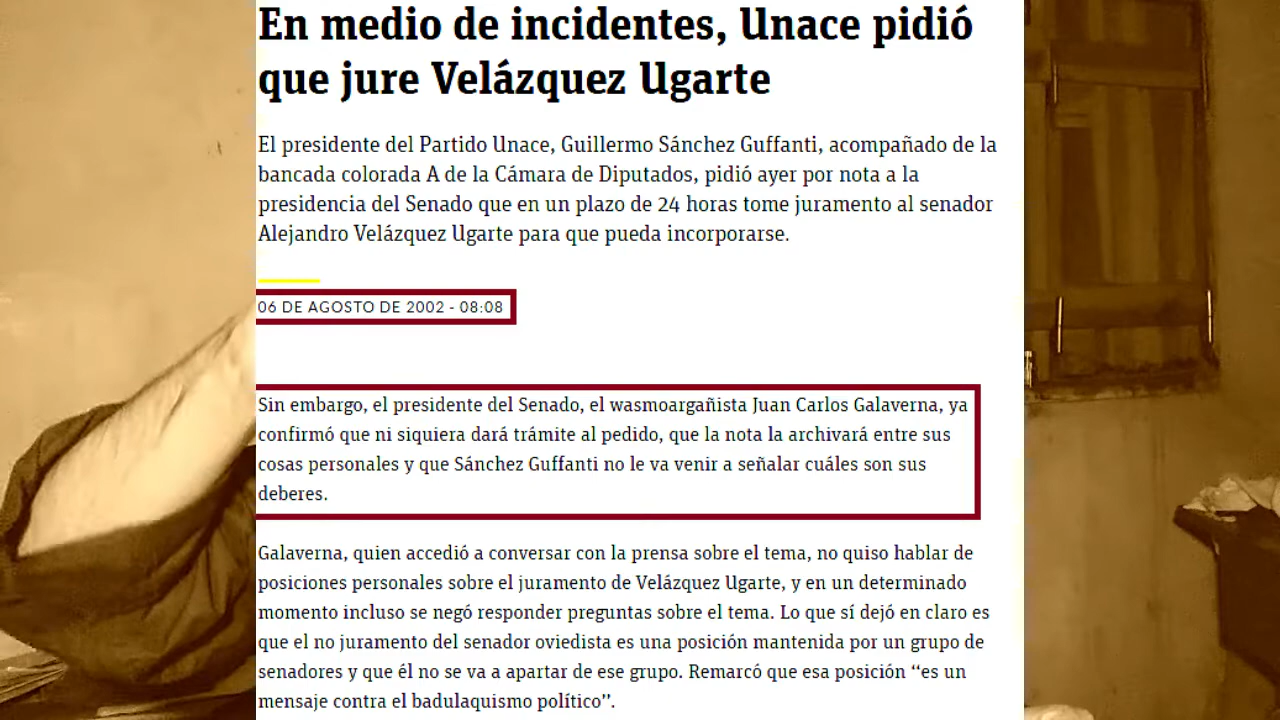 En medio de incidentes, Unace pidió
que jure Velázquez Ugarte
El presidente del Partido Unace, Guillermo Sánchez Guffanti, acompañado de la
bancada colorada A de la Cámara de Diputados, pidió ayer por nota a la
presidencia del Senado que en un plazo de 24 horas tome juramento al senador
Alejandro Velázquez Ugarte para que pueda incorporarse.
06 DE AGOSTO DE 2002 - 08:08
Sin embargo, el presidente del Senado, el wasmoargañista Juan Carlos Galaverna, ya
confirmó que ni siquiera dará trámite al pedido, que la nota la archivará entre sus
cosas personales y que Sánchez Guffanti no le va venir a señalar cuáles son sus
deberes.
Galaverna, quien accedió a conversar con la prensa sobre el tema, no quiso hablar de
posiciones personales sobre el juramento de Velázquez Ugarte, y en un determinado
momento incluso se negó responder preguntas sobre el tema. Lo que sí dejó en claro es
que el no juramento del senador oviedista es una posición mantenida por un grupo de
senadores y que él no se va a apartar de ese grupo. Remarcó que esa posición “es un
mensaje contra el badulaquismo político”.